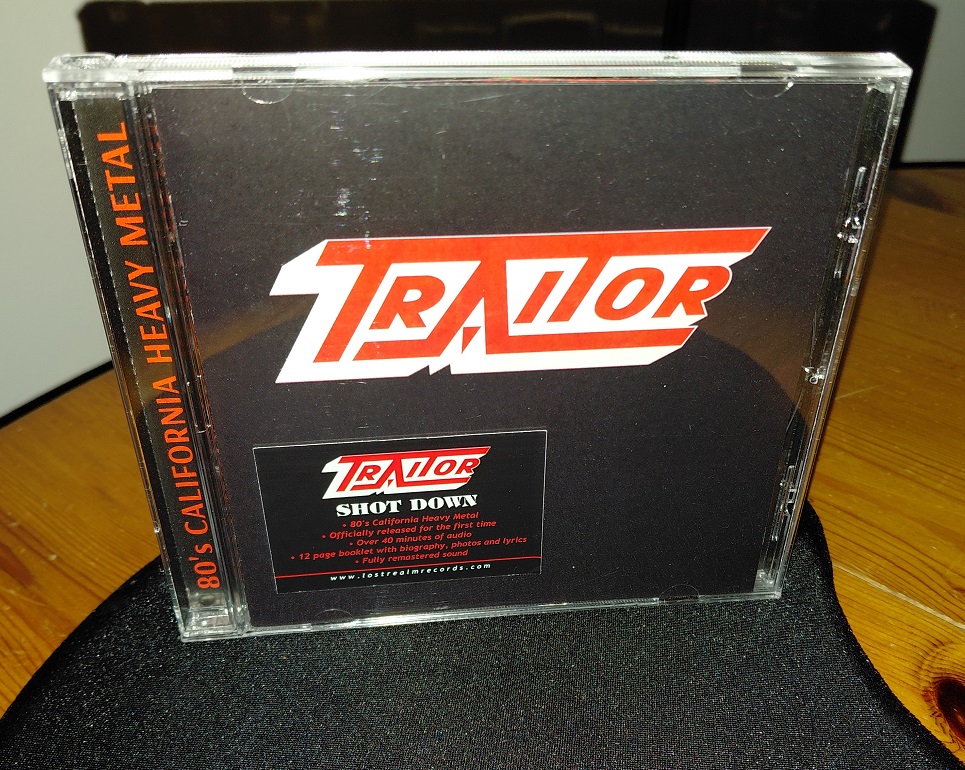 80's CALIFORNIA HEAVY METAL
TRAITOR
TRAITOR
SHOT DOWN
• 80's California Heavy Metal
• Officially released for the first time
• Over 40 minutes of audio
• 12 page booklet with biography, photos and lyrics
• Fully remastered sound
www.lostrealmrecords.com